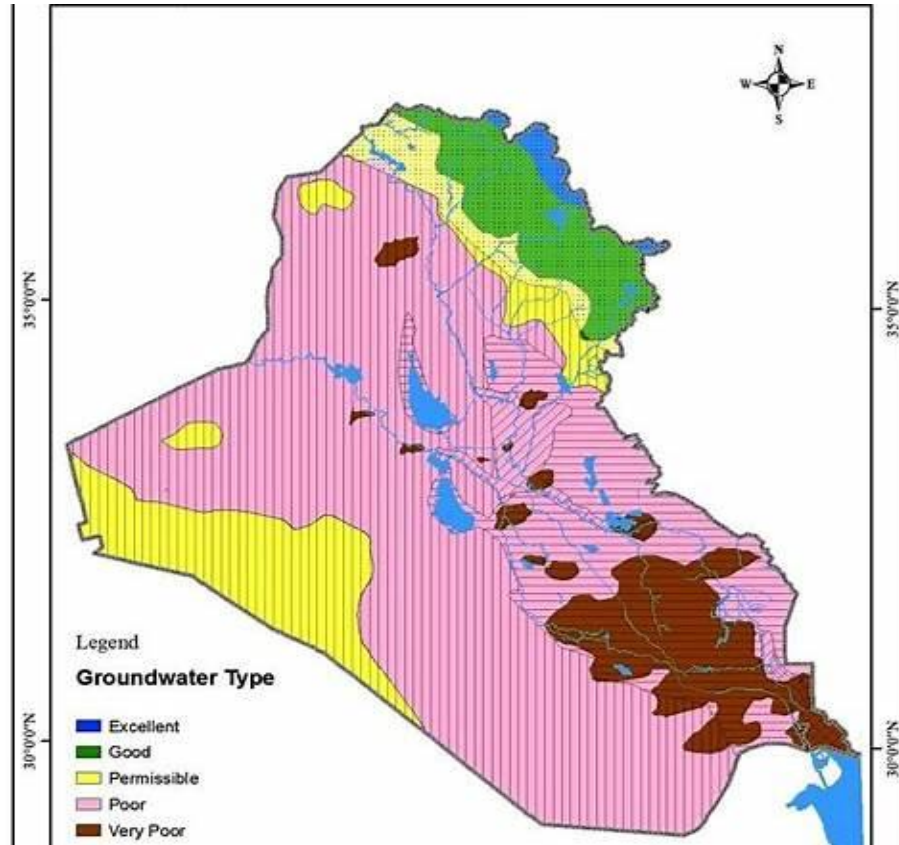 N
W E
S
35°0'0"N
35°0'0"N
30°0'0"N
30°0'0"N
Legend
Groundwater Type
Excellent
Good
Permissible
Poor
Very Poor